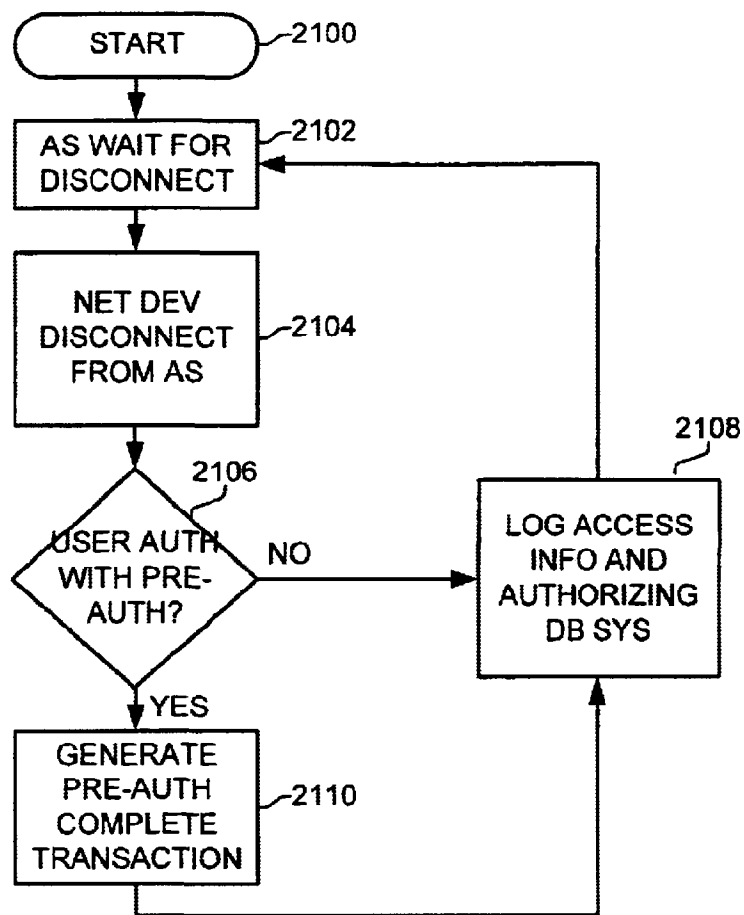 START
2100
AS WAIT FOR
DISCONNECT
2102
NET DEV
DISCONNECT
FROM AS
2104
2106
USER AUTH
WITH PRE-
AUTH?
NO
YES
2108
LOG ACCESS
INFO AND
AUTHORIZING
DB SYS
GENERATE
PRE-AUTH
COMPLETE
TRANSACTION
2110